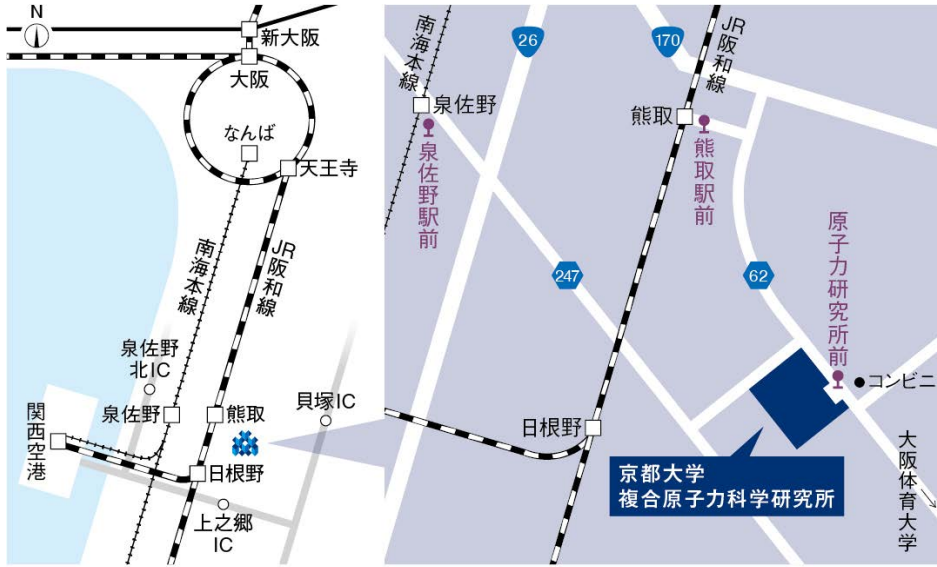 N
新大阪
大阪
なんば
天王寺
南海本線
JR阪和線
泉佐野
北IC
泉佐野
熊取
貝塚IC
関西空港
日根野
上之郷
IC
南海本線
26
170
JR阪和線
泉佐野
熊取
泉佐野駅前
熊取駅前
原子力研究所前
247
62
コンビニ
日根野
京都大学
複合原子力科学研究所
大阪体育大学